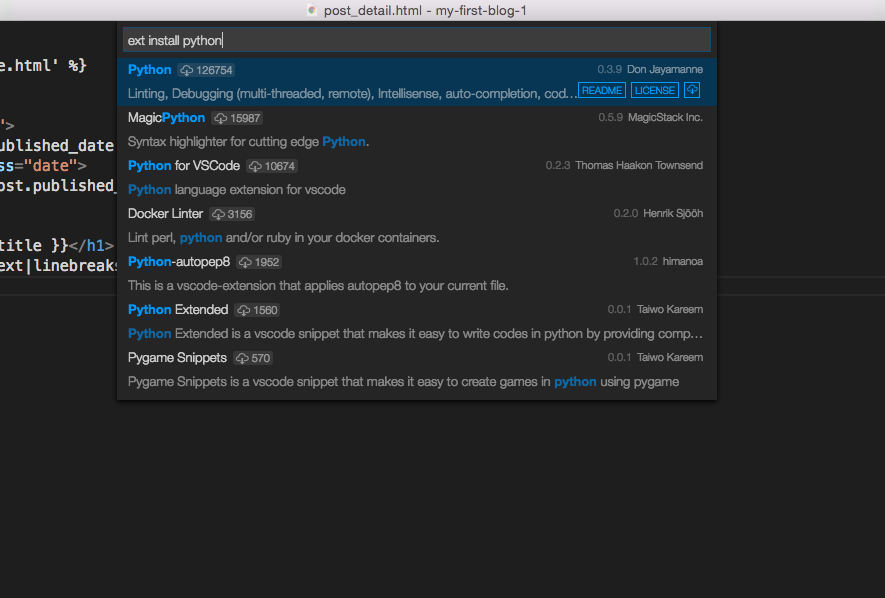 post_detail.html - my-first-blog-1
ext install python
e.html' %}
Python 126754 0.3.9 Don Jayamanne
Linting, Debugging (multi-threaded, remote), Intellisense, auto-completion, cod... README LICENSE
">
MagicPython 15987 0.5.9 MagicStack Inc.
Syntax highlighter for cutting edge Python.
ublished_date
ss="date">
Python for VSCode 10674 0.2.3 Thomas Haakon Townsend
Python language extension for vscode
ost.published_
Docker Linter 3156 0.2.0 Henrik Sjööh
Lint perl, python and/or ruby in your docker containers.
title }}</h1>
ext|linebreaks
Python-autopep8 1952 1.0.2 himanoa
This is a vscode-extension that applies autopep8 to your current file.
Python Extended 1560 0.0.1 Taiwo Kareem
Python Extended is a vscode snippet that makes it easy to write codes in python by providing comp...
Pygame Snippets 570 0.0.1 Taiwo Kareem
Pygame Snippets is a vscode snippet that makes it easy to create games in python using pygame